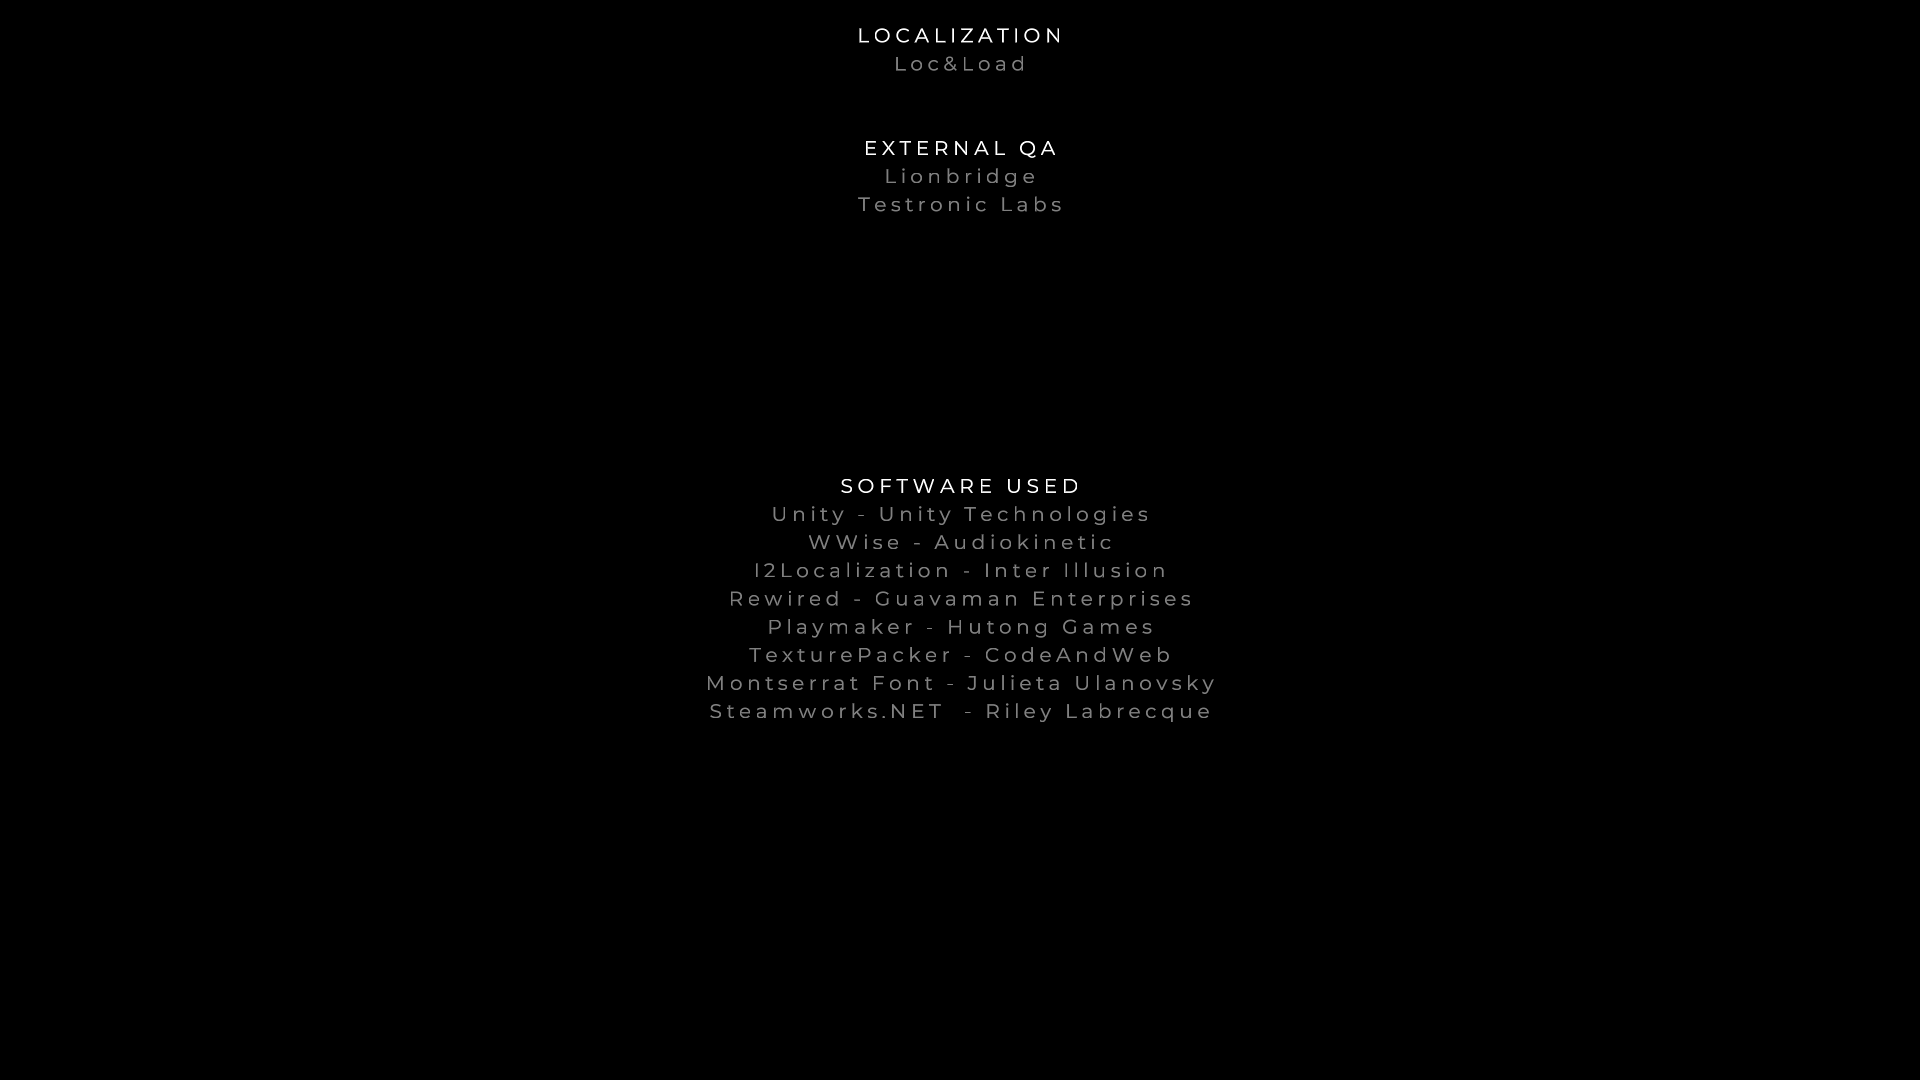 LOCALIZATION
Loc&Load
EXTERNAL QA
Lionbridge
Testronic Labs
SOFTWARE USED
Unity - Unity Technologies
WWise - Audiokinetic
I2Localization - Inter Illusion
Rewired - Guavaman Enterprises
Playmaker - Hutong Games
TexturePacker - CodeAndWeb
Montserrat Font - Julieta Ulanovsky
Steamworks.NET  - Riley Labrecque